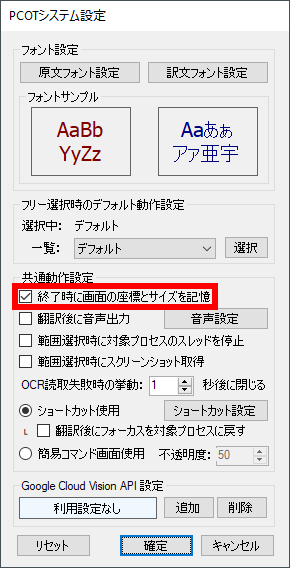 PCOTシステム設定
フォント設定
原文フォント設定 訳文フォント設定
フォントサンプル
AaBb Aaあぁ
YyZz アァ亜宇
フリー選択時のデフォルト動作設定
選択中: デフォルト
一覧: デフォルト 選択
共通動作設定
終了時に画面の座標とサイズを記憶
翻訳後に音声出力 音声設定
範囲選択時に対象プロセスのスレッドを停止
範囲選択時にスクリーンショット取得
OCR読取失敗時の挙動: 1 秒後に閉じる
ショートカット使用 ショートカット設定
L 翻訳後にフォーカスを対象プロセスに戻す
簡易コマンド画面使用 不透明度: 50
Google Cloud Vision API 設定
利用設定なし 追加 削除
リセット 確定 キャンセル